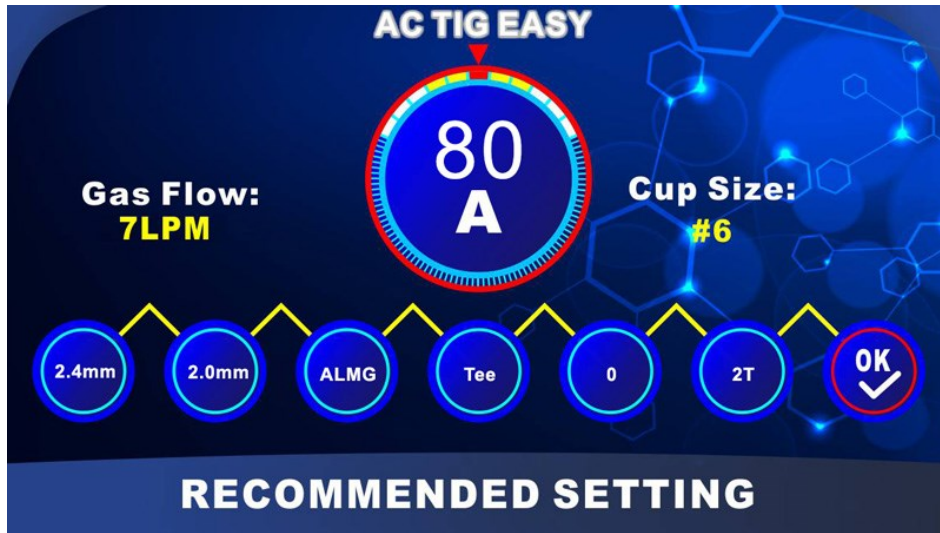 AC TIG EASY
80
A
Gas Flow:
7LPM
Cup Size:
#6
2.4mm
2.0mm
ALMG
Tee
0
2T
OK
RECOMMENDED SETTING